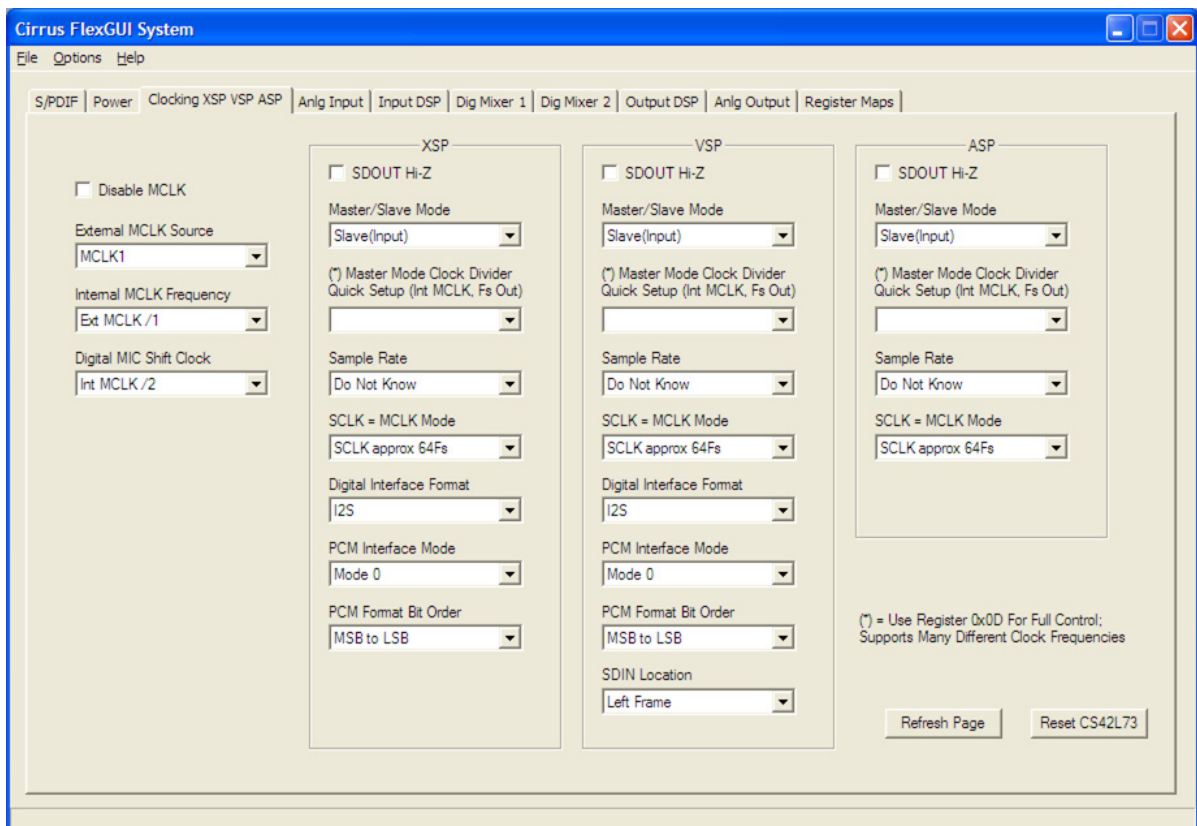 Cirrus FlexGUI System
File Options Help
S/PDIF Power Clocking XSP VSP ASP Anlg Input Input DSP Dig Mixer 1 Dig Mixer 2 Output DSP Anlg Output Register Maps
Disable MCLK
External MCLK Source
MCLK1
Internal MCLK Frequency
Ext MCLK /1
Digital MIC Shift Clock
Int MCLK /2
XSP
SDOUT Hi-Z
Master/Slave Mode
Slave(Input)
(*) Master Mode Clock Divider
Quick Setup (Int MCLK, Fs Out)
Sample Rate
Do Not Know
SCLK = MCLK Mode
SCLK approx 64Fs
Digital Interface Format
I2S
PCM Interface Mode
Mode 0
PCM Format Bit Order
MSB to LSB
VSP
SDOUT Hi-Z
Master/Slave Mode
Slave(Input)
(*) Master Mode Clock Divider
Quick Setup (Int MCLK, Fs Out)
Sample Rate
Do Not Know
SCLK = MCLK Mode
SCLK approx 64Fs
Digital Interface Format
I2S
PCM Interface Mode
Mode 0
PCM Format Bit Order
MSB to LSB
SDIN Location
Left Frame
ASP
SDOUT Hi-Z
Master/Slave Mode
Slave(Input)
(*) Master Mode Clock Divider
Quick Setup (Int MCLK, Fs Out)
Sample Rate
Do Not Know
SCLK = MCLK Mode
SCLK approx 64Fs
(*) = Use Register 0x0D For Full Control;
Supports Many Different Clock Frequencies
Refresh Page
Reset CS42L73